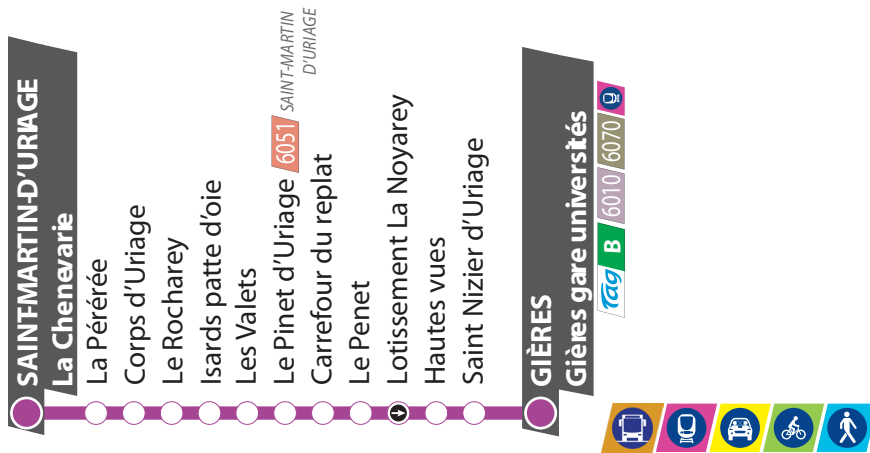 SAINT-MARTIN-D'URIAGE
La Chenevarie
La Pérérée
Corps d'Uriage
Le Rocharey
Isards patte d'oie
Les Valets
Le Pinet d'Uriage 6051 SAINT-MARTIN
D'URIAGE
Carrefour du replat
Le Penet
Lotissement La Noyarey
Hautes vues
Saint Nizier d'Uriage
GIÈRES
Gières gare universités
Tag B 6010 6070